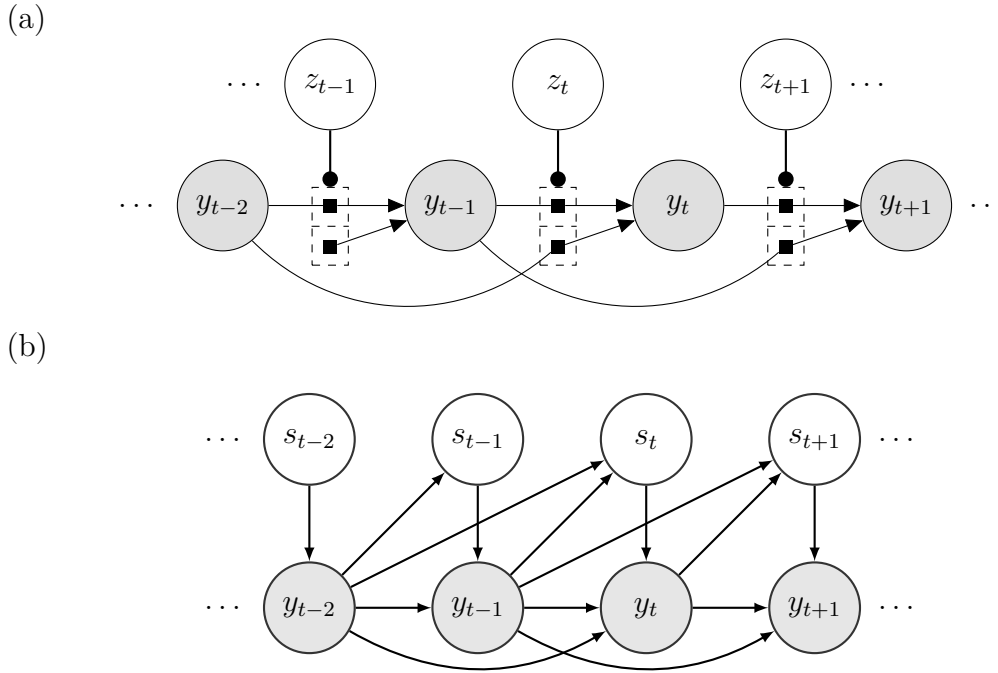 (a)
⋯ z_{t−1} z_t z_{t+1} ⋯
⋯ y_{t−2} y_{t−1} y_t y_{t+1} ⋅⋅
(b)
⋯ s_{t−2} s_{t−1} s_t s_{t+1} ⋯
⋯ y_{t−2} y_{t−1} y_t y_{t+1} ⋯